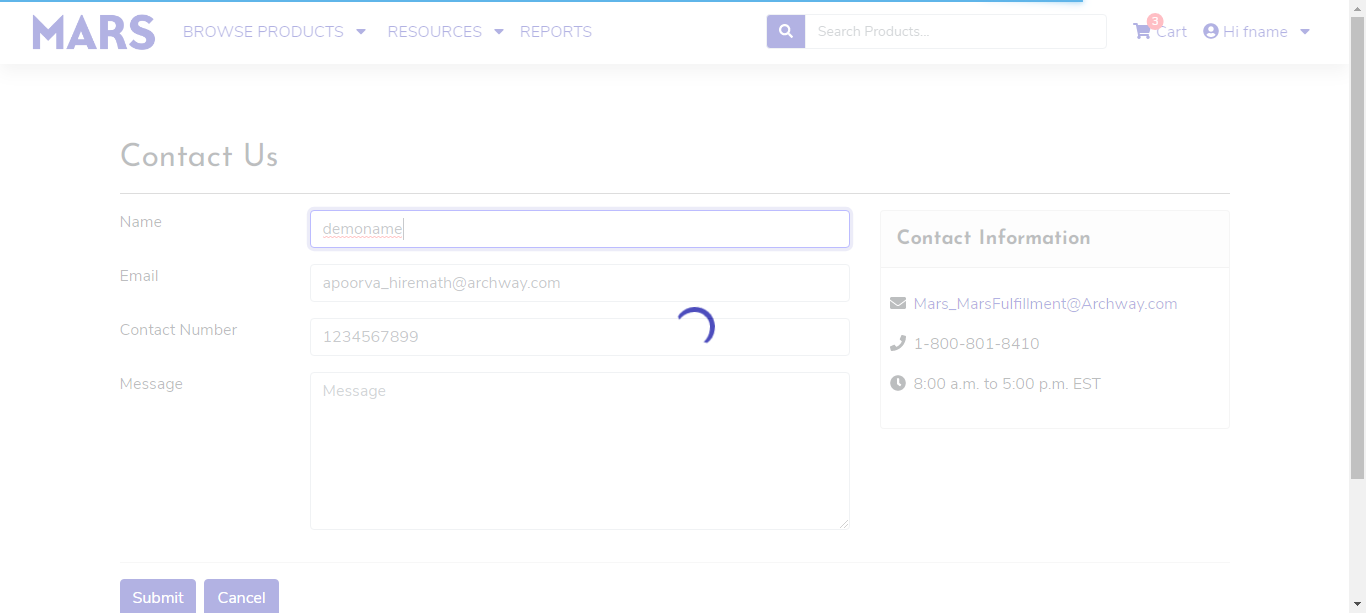 MARS BROWSE PRODUCTS RESOURCES REPORTS Search Products... 3 Cart Hi fname
Contact Us
Name demoname
Contact Information
Email apoorva_hiremath@archway.com
Mars_MarsFulfillment@Archway.com
Contact Number 1234567899
1-800-801-8410
Message Message
8:00 a.m. to 5:00 p.m. EST
Submit Cancel